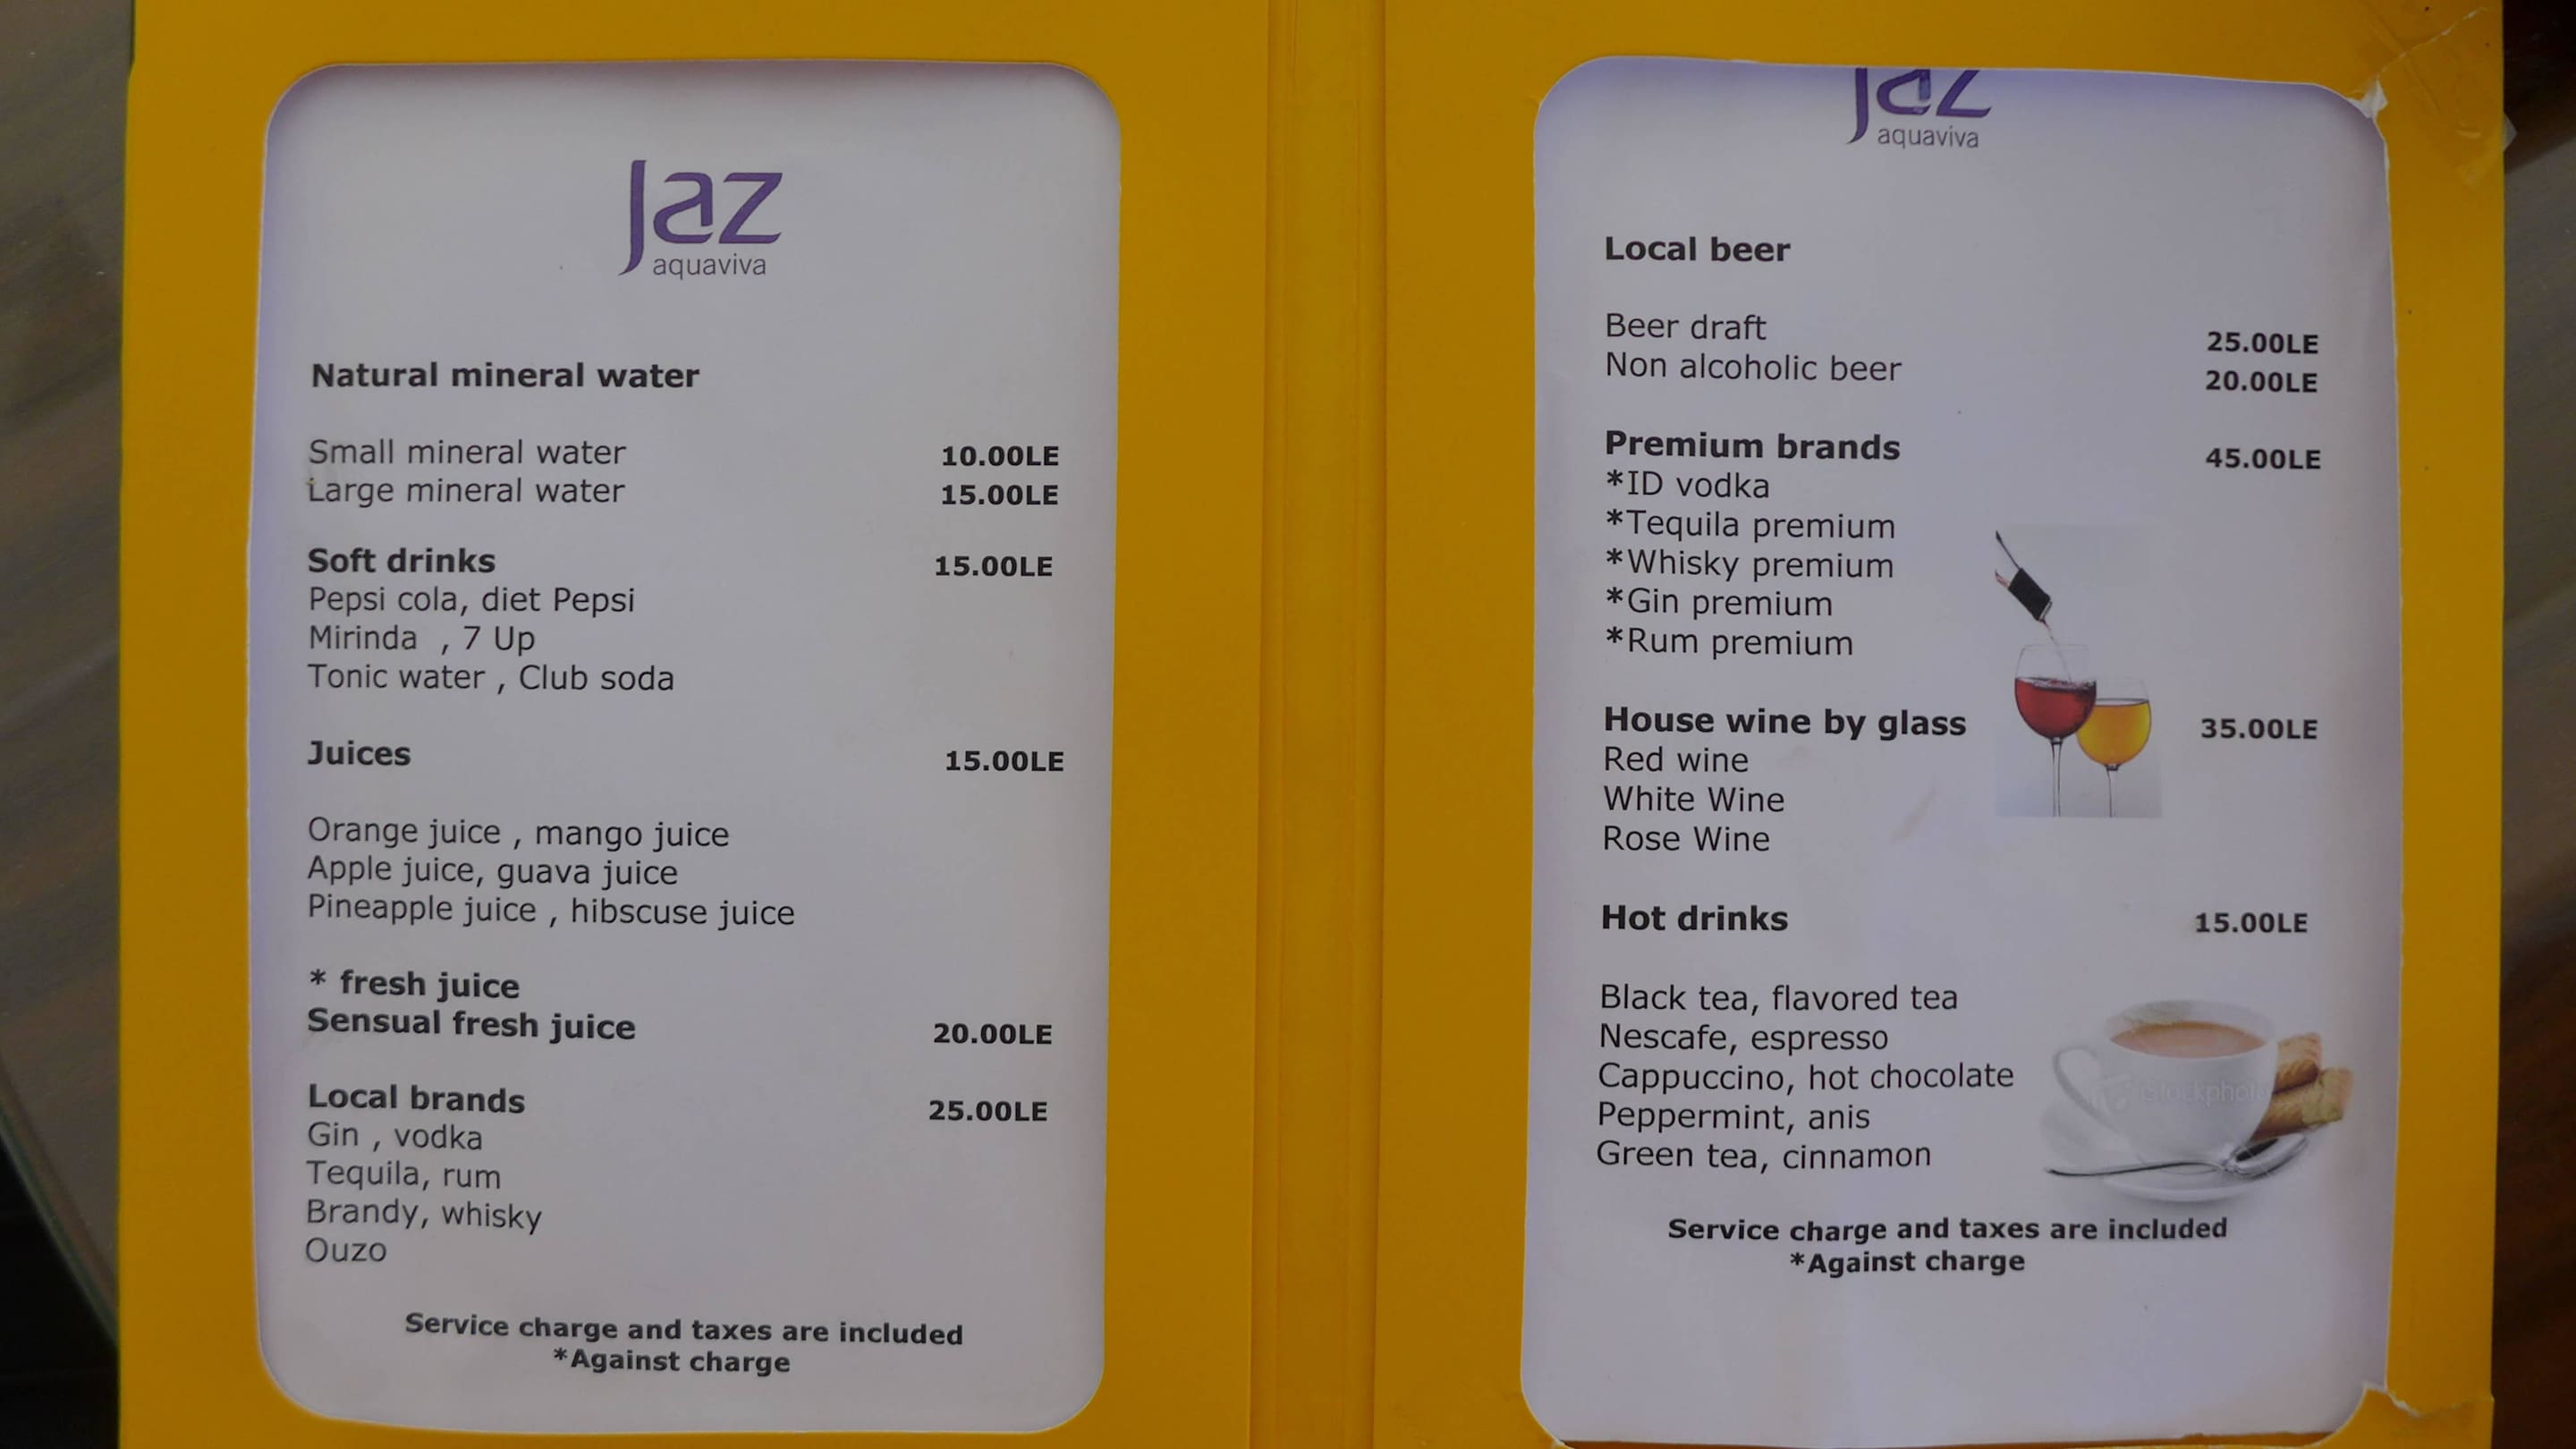 Jaz
aquaviva
Natural mineral water
Small mineral water 10.00LE
Large mineral water 15.00LE
Soft drinks 15.00LE
Pepsi cola, diet Pepsi
Mirinda , 7 Up
Tonic water , Club soda
Juices 15.00LE
Orange juice , mango juice
Apple juice, guava juice
Pineapple juice , hibscuse juice
* fresh juice
Sensual fresh juice 20.00LE
Local brands 25.00LE
Gin , vodka
Tequila, rum
Brandy, whisky
Ouzo
Service charge and taxes are included
*Against charge
Jaz
aquaviva
Local beer
Beer draft 25.00LE
Non alcoholic beer 20.00LE
Premium brands 45.00LE
*ID vodka
*Tequila premium
*Whisky premium
*Gin premium
*Rum premium
House wine by glass 35.00LE
Red wine
White Wine
Rose Wine
Hot drinks 15.00LE
Black tea, flavored tea
Nescafe, espresso
Cappuccino, hot chocolate
Peppermint, anis
Green tea, cinnamon
Service charge and taxes are included
*Against charge